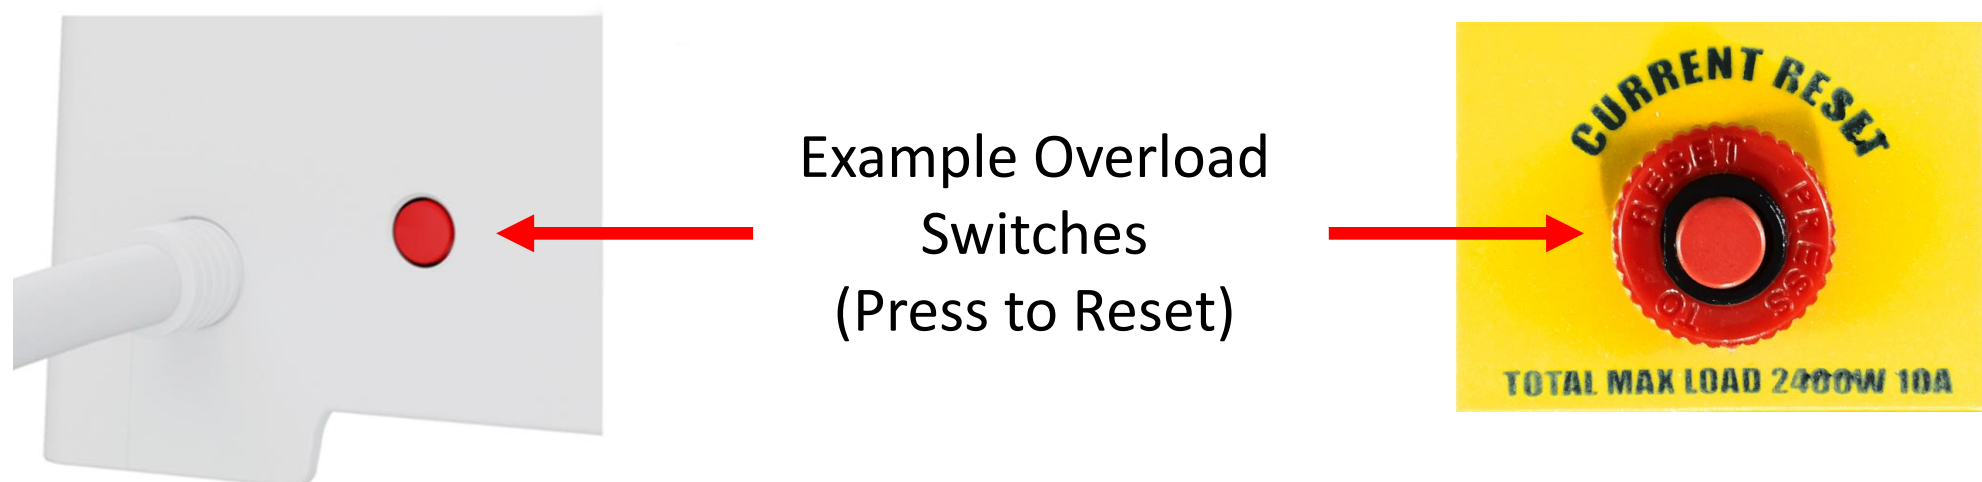 Example Overload
Switches
(Press to Reset)
CURRENT RESET
RESET PRESS TO
TOTAL MAX LOAD 2400W 10A